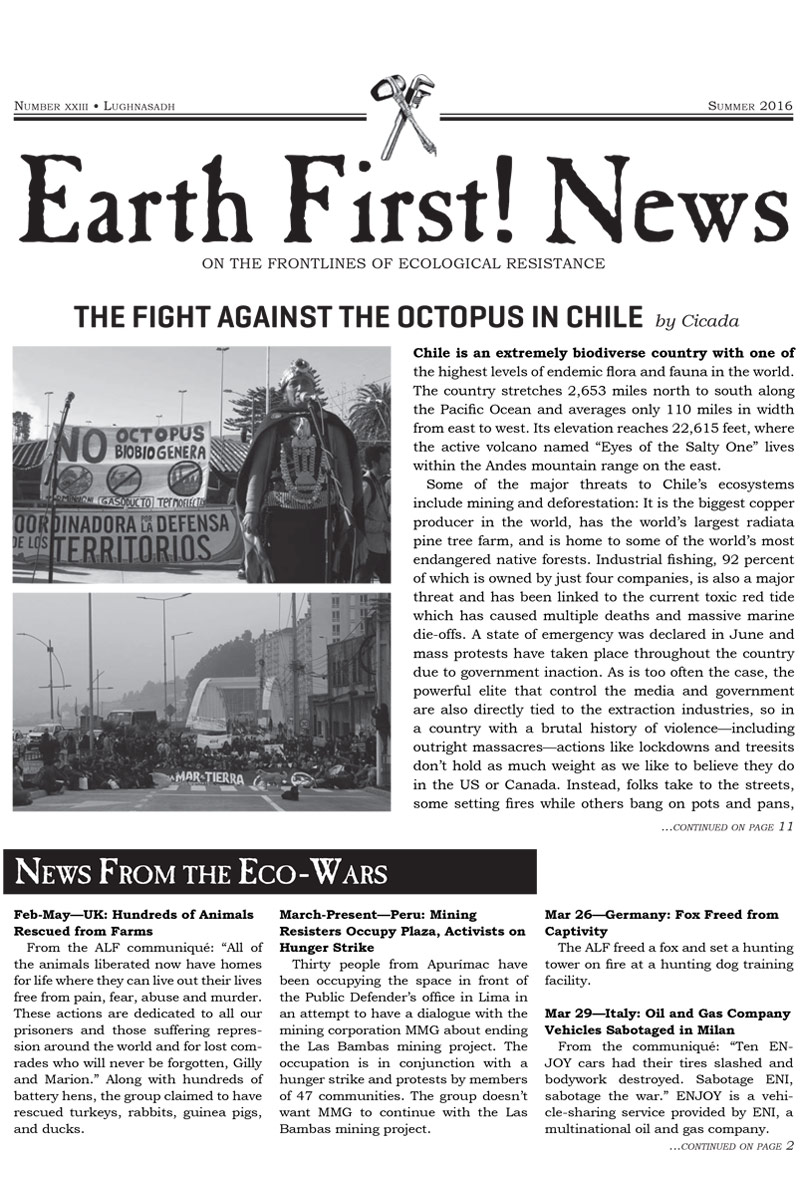 Number xxiii • Lughnasadh
Summer 2016
Earth First! News
ON THE FRONTLINES OF ECOLOGICAL RESISTANCE
THE FIGHT AGAINST THE OCTOPUS IN CHILE by Cicada
NO OCTOPUS
BIOBIOGENERA
GASODUCTO
COORDINADORA POR LA DEFENSA
DE LOS TERRITORIOS
MAR TIERRA
Chile is an extremely biodiverse country with one of
the highest levels of endemic flora and fauna in the world.
The country stretches 2,653 miles north to south along
the Pacific Ocean and averages only 110 miles in width
from east to west. Its elevation reaches 22,615 feet, where
the active volcano named “Eyes of the Salty One” lives
within the Andes mountain range on the east.
Some of the major threats to Chile’s ecosystems
include mining and deforestation: It is the biggest copper
producer in the world, has the world’s largest radiata
pine tree farm, and is home to some of the world’s most
endangered native forests. Industrial fishing, 92 percent
of which is owned by just four companies, is also a major
threat and has been linked to the current toxic red tide
which has caused multiple deaths and massive marine
die-offs. A state of emergency was declared in June and
mass protests have taken place throughout the country
due to government inaction. As is too often the case, the
powerful elite that control the media and government
are also directly tied to the extraction industries, so in
a country with a brutal history of violence—including
outright massacres—actions like lockdowns and treesits
don’t hold as much weight as we like to believe they do
in the US or Canada. Instead, folks take to the streets,
some setting fires while others bang on pots and pans,
...continued on page 11
News From the Eco-Wars
Feb-May—UK: Hundreds of Animals
Rescued from Farms
From the ALF communiqué: “All of
the animals liberated now have homes
for life where they can live out their lives
free from pain, fear, abuse and murder.
These actions are dedicated to all our
prisoners and those suffering repres-
sion around the world and for lost com-
rades who will never be forgotten, Gilly
and Marion.” Along with hundreds of
battery hens, the group claimed to have
rescued turkeys, rabbits, guinea pigs,
and ducks.
March-Present—Peru: Mining
Resisters Occupy Plaza, Activists on
Hunger Strike
Thirty people from Apurímac have
been occupying the space in front of
the Public Defender’s office in Lima in
an attempt to have a dialogue with the
mining corporation MMG about ending
the Las Bambas mining project. The
occupation is in conjunction with a
hunger strike and protests by members
of 47 communities. The group doesn’t
want MMG to continue with the Las
Bambas mining project.
Mar 26—Germany: Fox Freed from
Captivity
The ALF freed a fox and set a hunting
tower on fire at a hunting dog training
facility.
Mar 29—Italy: Oil and Gas Company
Vehicles Sabotaged in Milan
From the communiqué: “Ten EN-
JOY cars had their tires slashed and
bodywork destroyed. Sabotage ENI,
sabotage the war.” ENJOY is a vehi-
cle-sharing service provided by ENI, a
multinational oil and gas company.
...continued on page 2